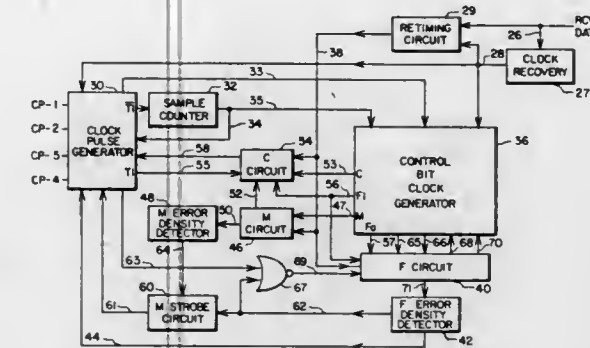 29
RETIMING
CIRCUIT
26
RCV
DAT
38
28
CLOCK
RECOVERY
27
33
30
32
T1
SAMPLE
COUNTER
35
34
CP-1
CP-2
CP-3
CP-4
CLOCK
PULSE
GENERATOR
T1
58
55
54
C
CIRCUIT
53
C
56
F1
M
47
Fa
36
CONTROL
BIT
CLOCK
GENERATOR
52
48
M ERROR
DENSITY
DETECTOR
50
M
CIRCUIT
46
57
65
66
68
70
64
63
69
67
F CIRCUIT
40
71
60
M STROBE
CIRCUIT
61
62
F ERROR
DENSITY
DETECTOR
42
44